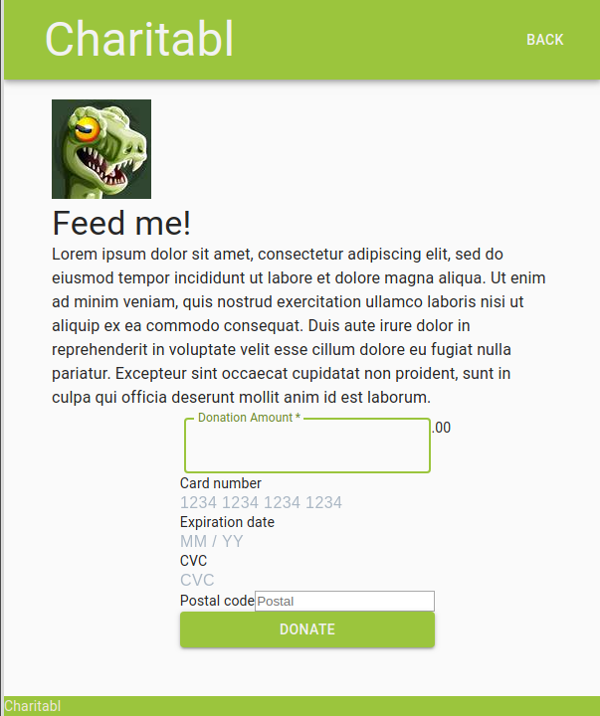 Charitabl
BACK
Feed me!
Lorem ipsum dolor sit amet, consectetur adipiscing elit, sed do
eiusmod tempor incididunt ut labore et dolore magna aliqua. Ut enim
ad minim veniam, quis nostrud exercitation ullamco laboris nisi ut
aliquip ex ea commodo consequat. Duis aute irure dolor in
reprehenderit in voluptate velit esse cillum dolore eu fugiat nulla
pariatur. Excepteur sint occaecat cupidatat non proident, sunt in
culpa qui officia deserunt mollit anim id est laborum.
Donation Amount *
.00
Card number
1234 1234 1234 1234
Expiration date
MM / YY
CVC
CVC
Postal code Postal
DONATE
Charitabl